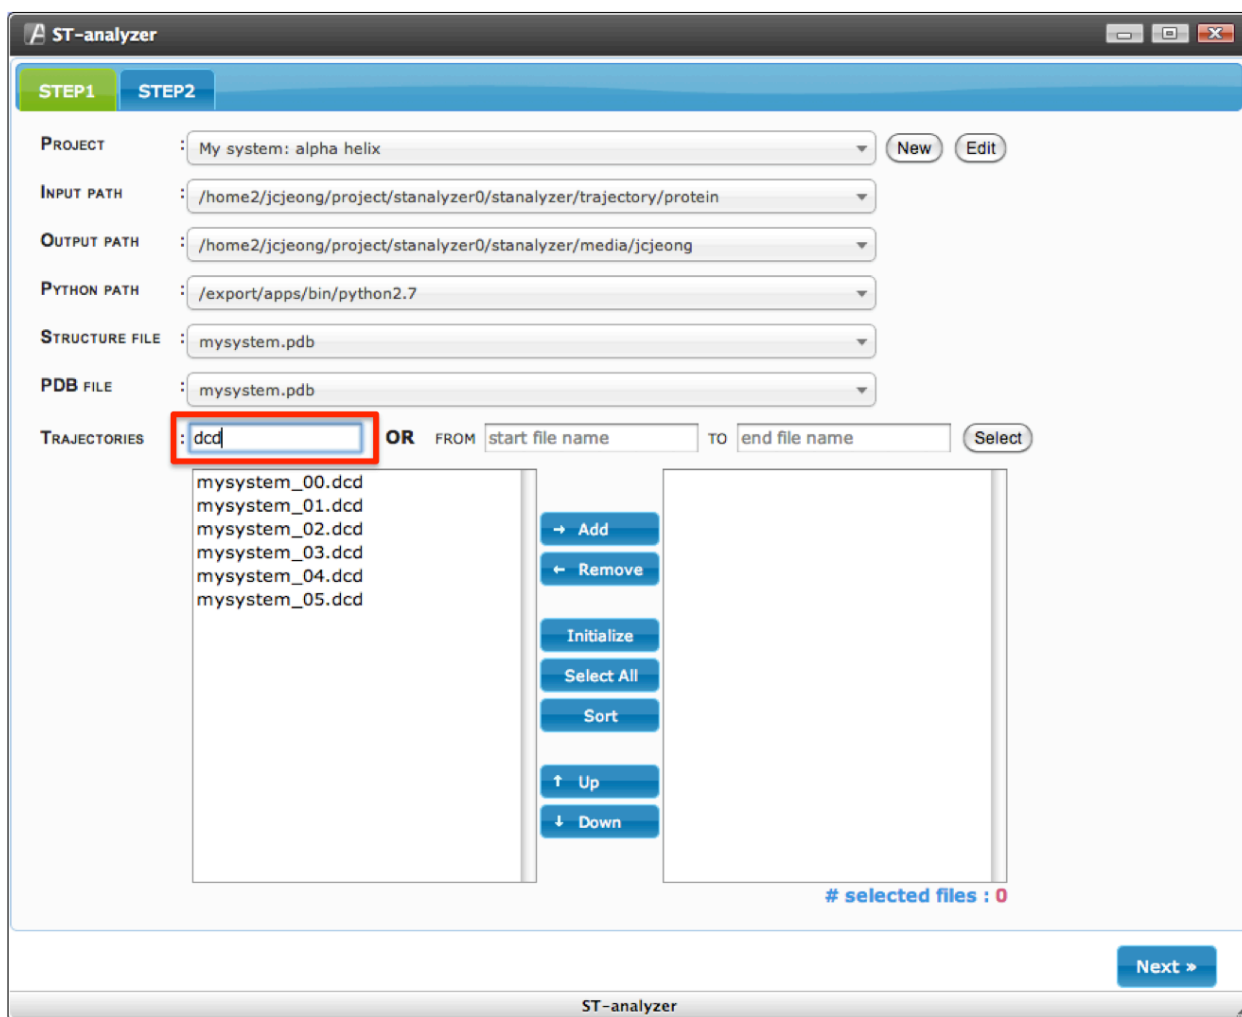 ST-analyzer
STEP1 STEP2
PROJECT : My system: alpha helix New Edit
INPUT PATH : /home2/jcjeong/project/stanalyzer0/stanalyzer/trajectory/protein
OUTPUT PATH : /home2/jcjeong/project/stanalyzer0/stanalyzer/media/jcjeong
PYTHON PATH : /export/apps/bin/python2.7
STRUCTURE FILE : mysystem.pdb
PDB FILE : mysystem.pdb
TRAJECTORIES : dcd OR FROM start file name TO end file name Select
mysystem_00.dcd
mysystem_01.dcd
mysystem_02.dcd
mysystem_03.dcd
mysystem_04.dcd
mysystem_05.dcd
→ Add
← Remove
Initialize
Select All
Sort
↑ Up
↓ Down
# selected files : 0
Next »
ST-analyzer